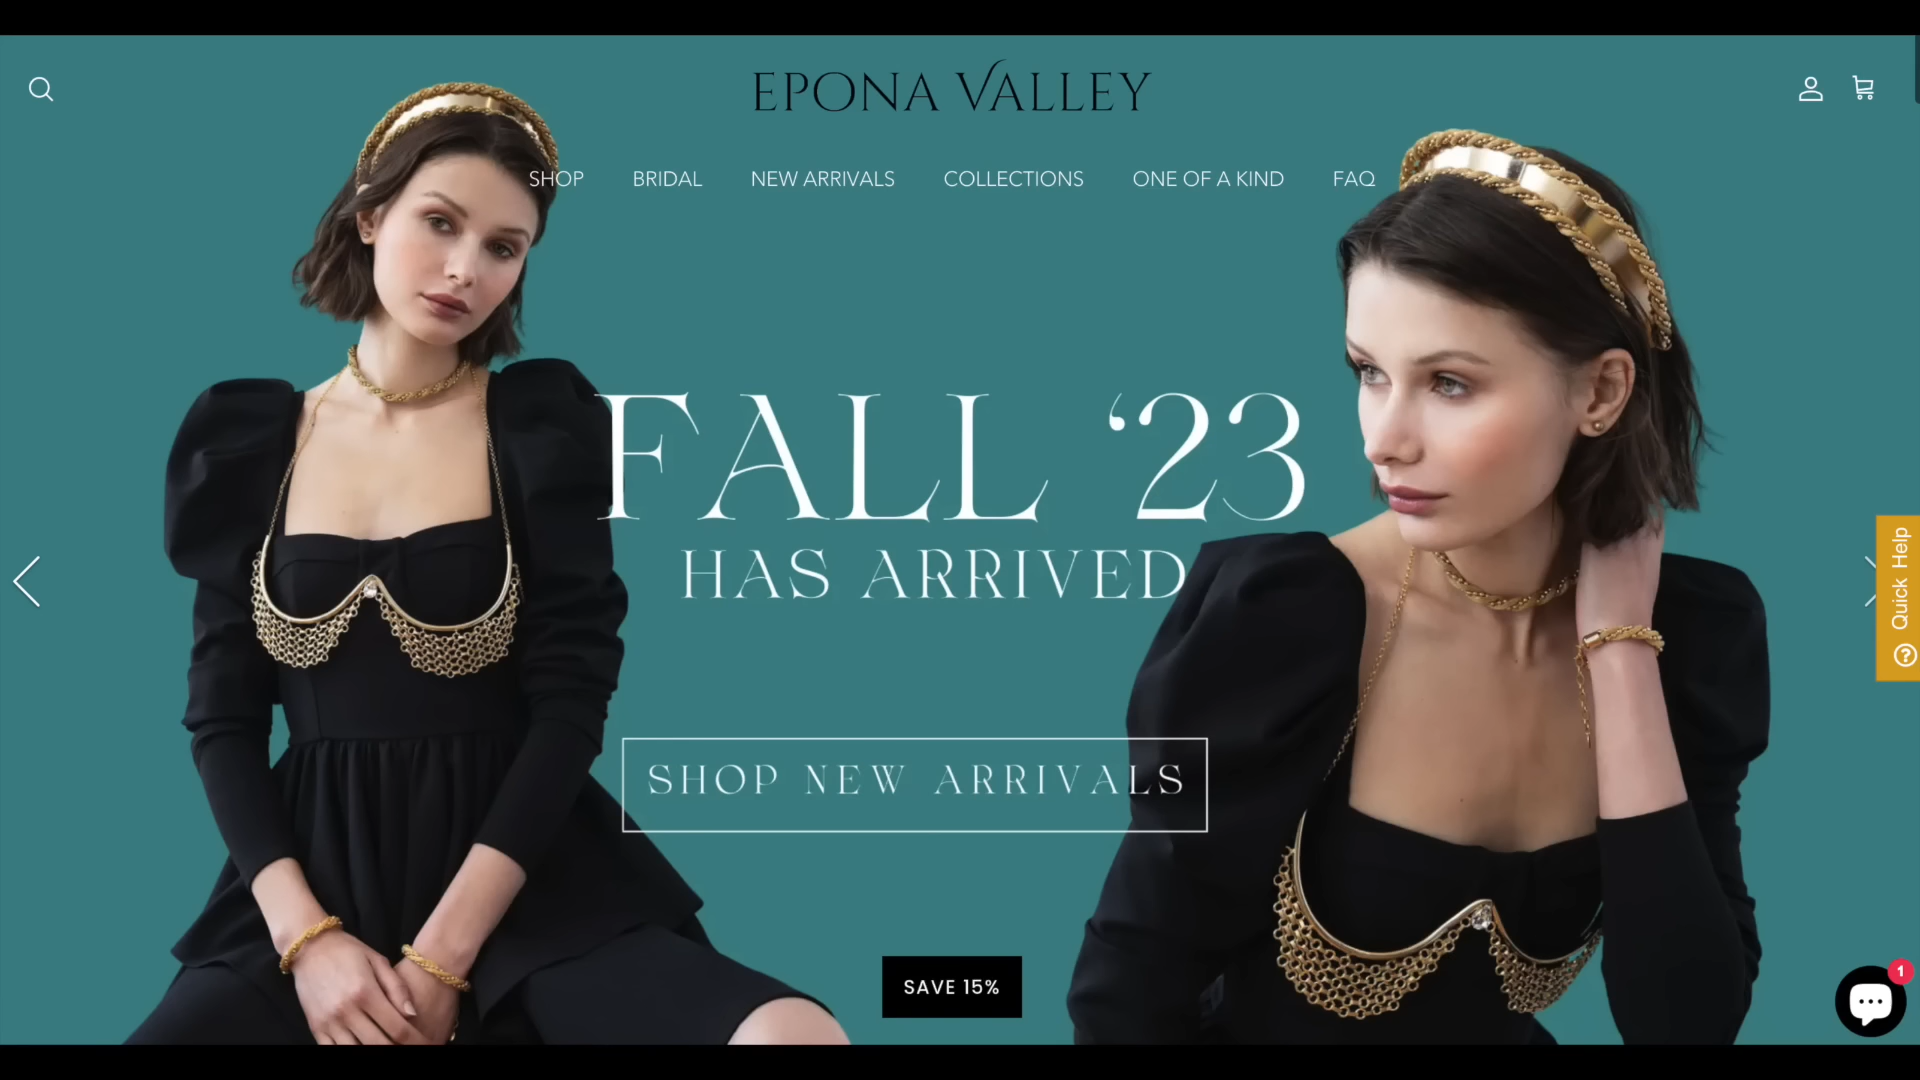 EPONA VALLEY
SHOP BRIDAL NEW ARRIVALS COLLECTIONS ONE OF A KIND FAQ
FALL ‘23
HAS ARRIVED
SHOP NEW ARRIVALS
SAVE 15%
Quick Help
1